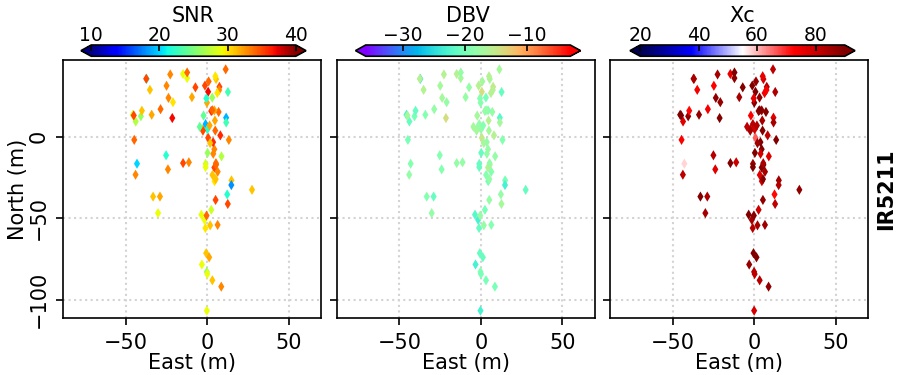 SNR DBV Xc
10 20 30 40 −30 −20 −10 20 40 60 80
North (m)
0
−50
−100
IR5211
−50 0 50 −50 0 50 −50 0 50
East (m) East (m) East (m)